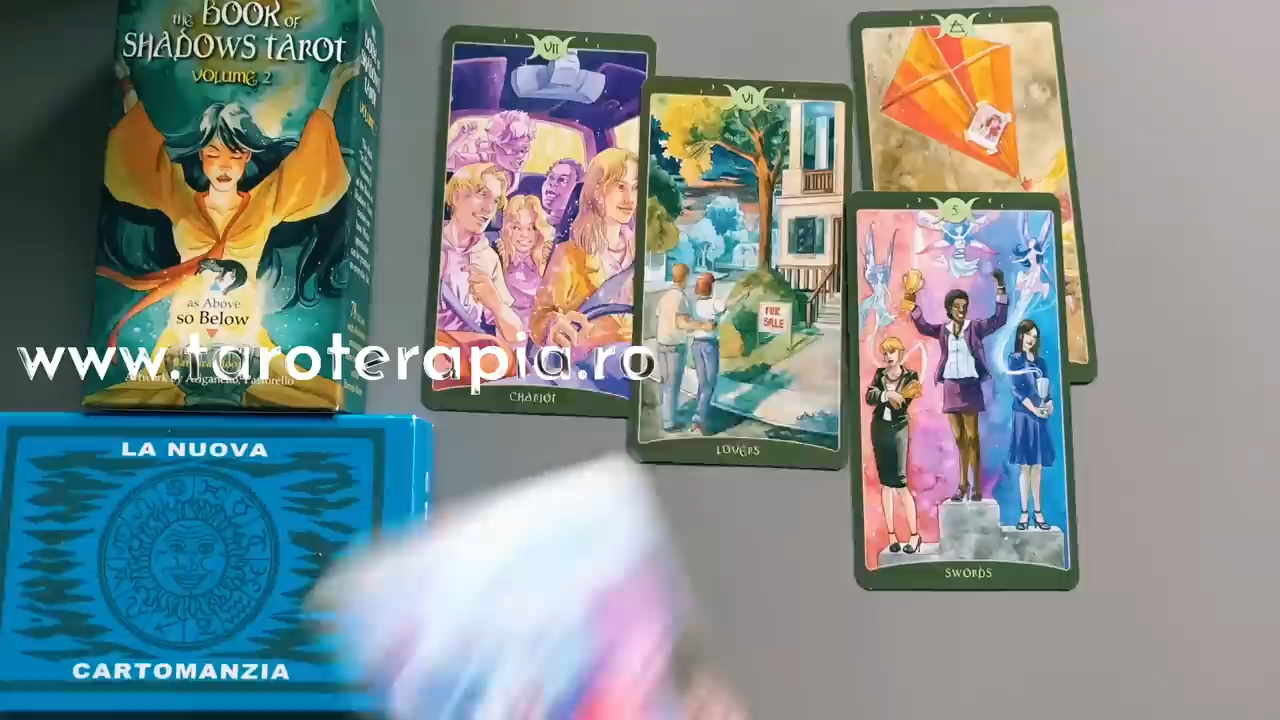 the BOOK OF
SHADOWS TAROT
VOLUME 2
as Above
so Below
www.taroterapia.ro
LA NUOVA
CARTOMANZIA
VII
CHARIOT
VI
FOR
SALE
LOVERS
5
SWORDS